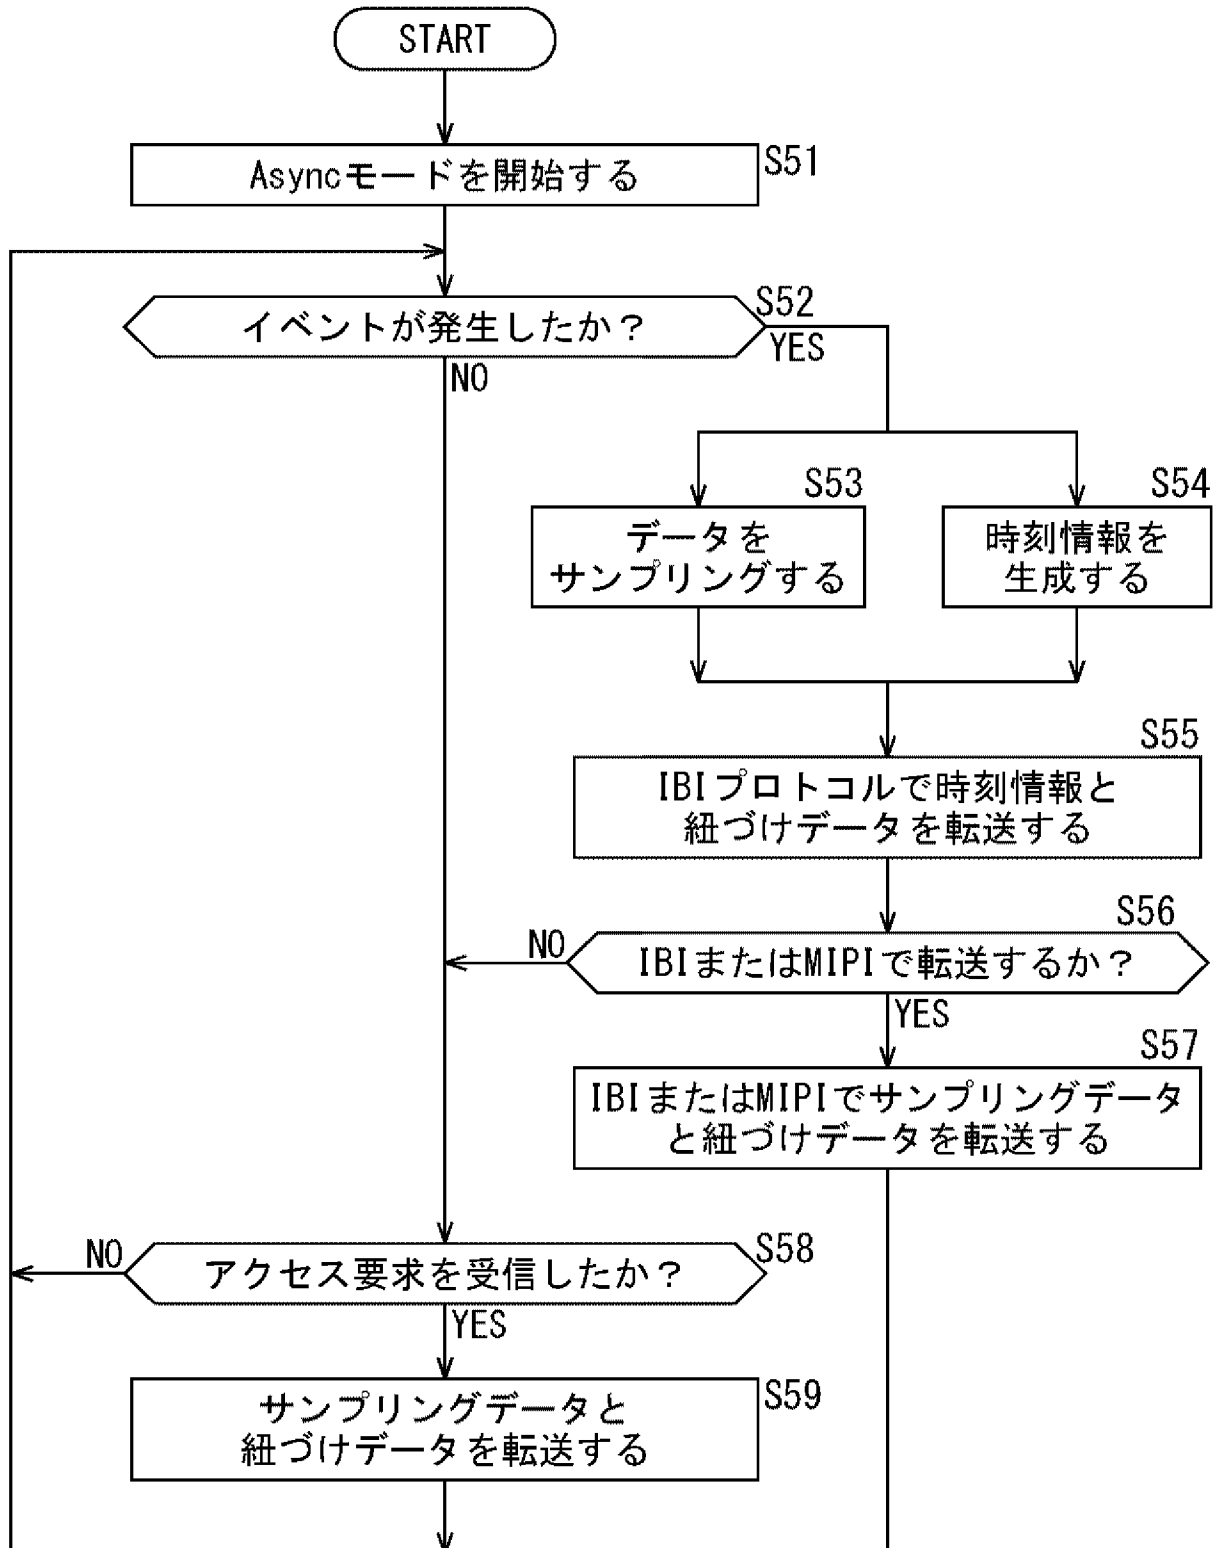 START
Asyncモードを開始する
S51
イベントが発生したか？
S52
YES
NO
S53
データを
サンプリングする
S54
時刻情報を
生成する
S55
IBIプロトコルで時刻情報と
紐づけデータを転送する
S56
IBIまたはMIPIで転送するか？
NO
YES
S57
IBIまたはMIPIでサンプリングデータ
と紐づけデータを転送する
S58
アクセス要求を受信したか？
NO
YES
S59
サンプリングデータと
紐づけデータを転送する